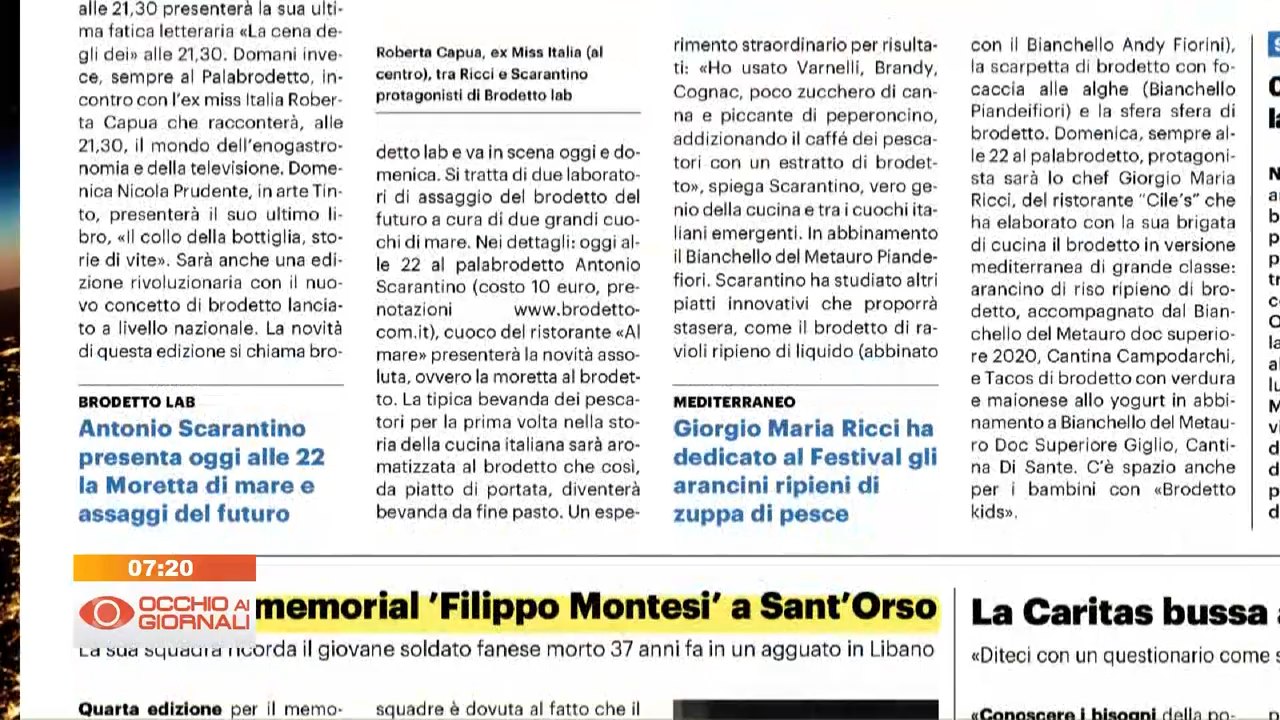 alle 21,30 presenterà la sua ulti-
ma fatica letteraria «La cena de-
gli dei» alle 21,30. Domani inve-
ce, sempre al Palabrodetto, in-
contro con l'ex miss Italia Rober-
ta Capua che racconterà, alle
21,30, il mondo dell'enogastro-
nomia e della televisione. Dome-
nica Nicola Prudente, in arte Tin-
to, presenterà il suo ultimo li-
bro, «Il collo della bottiglia, sto-
rie di vite». Sarà anche una edi-
zione rivoluzionaria con il nuo-
vo concetto di brodetto lancia-
to a livello nazionale. La novità
di questa edizione si chiama bro-
BRODETTO LAB
Antonio Scarantino
presenta oggi alle 22
la Moretta di mare e
assaggi del futuro
Roberta Capua, ex Miss Italia (al
centro), tra Ricci e Scarantino
protagonisti di Brodetto lab
detto lab e va in scena oggi e do-
menica. Si tratta di due laborato-
ri di assaggio del brodetto del
futuro a cura di due grandi cuo-
chi di mare. Nei dettagli: oggi al-
le 22 al palabrodetto Antonio
Scarantino (costo 10 euro, pre-
notazioni www.brodetto-
com.it), cuoco del ristorante «Al
mare» presenterà la novità asso-
luta, ovvero la moretta al brodet-
to. La tipica bevanda dei pesca-
tori per la prima volta nella sto-
ria della cucina italiana sarà aro-
matizzata al brodetto che così,
da piatto di portata, diventerà
bevanda da fine pasto. Un espe-
rimento straordinario per risulta-
ti: «Ho usato Varnelli, Brandy,
Cognac, poco zucchero di can-
na e piccante di peperoncino,
addizionando il caffé dei pesca-
tori con un estratto di brodet-
to», spiega Scarantino, vero ge-
nio della cucina e tra i cuochi ita-
liani emergenti. In abbinamento
il Bianchello del Metauro Piande-
fiori. Scarantino ha studiato altri
piatti innovativi che proporrà
stasera, come il brodetto di ra-
violi ripieno di liquido (abbinato
MEDITERRANEO
Giorgio Maria Ricci ha
dedicato al Festival gli
arancini ripieni di
zuppa di pesce
con il Bianchello Andy Fiorini),
la scarpetta di brodetto con fo-
caccia alle alghe (Bianchello
Piandeifiori) e la sfera sfera di
brodetto. Domenica, sempre al-
le 22 al palabrodetto, protagoni-
sta sarà lo chef Giorgio Maria
Ricci, del ristorante "Cile's" che
ha elaborato con la sua brigata
di cucina il brodetto in versione
mediterranea di grande classe:
arancino di riso ripieno di bro-
detto, accompagnato dal Bian-
chello del Metauro doc superio-
re 2020, Cantina Campodarchi,
e Tacos di brodetto con verdura
e maionese allo yogurt in abbi-
namento a Bianchello del Metau-
ro Doc Superiore Giglio, Canti-
na Di Sante. C'è spazio anche
per i bambini con «Brodetto
kids».
07:20
OCCHIO AI
GIORNALI
memorial 'Filippo Montesi' a Sant'Orso
La sua squadra ricorda il giovane soldato fanese morto 37 anni fa in un agguato in Libano
Quarta edizione per il memo-
squadre è dovuta al fatto che il
La Caritas bussa
«Diteci con un questionario come
«Conoscere i bisogni della po-